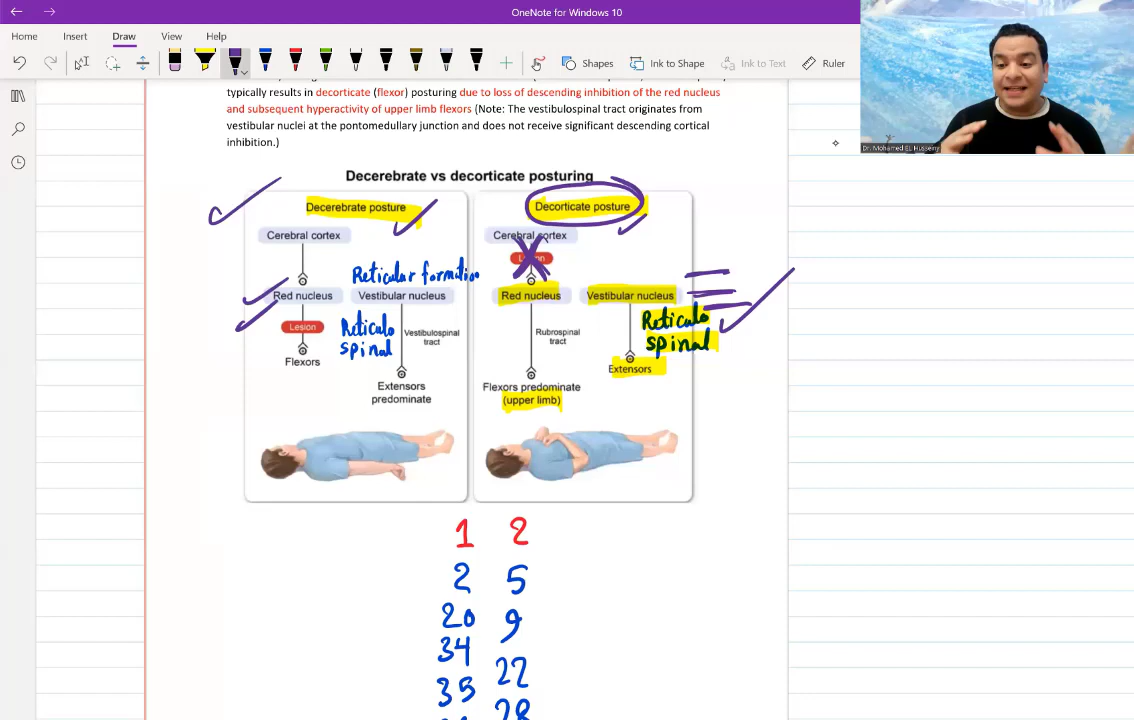 OneNote for Windows 10
Home Insert Draw View Help
Shapes Ink to Shape Ink to Text Ruler
typically results in decorticate (flexor) posturing due to loss of descending inhibition of the red nucleus
and subsequent hyperactivity of upper limb flexors (Note: The vestibulospinal tract originates from
vestibular nuclei at the pontomedullary junction and does not receive significant descending cortical
inhibition.)
Dr. Mohamed EL Husseiny
Decerebrate vs decorticate posturing
Decerebrate posture
Cerebral cortex
Reticular formation
Red nucleus
Vestibular nucleus
Lesion
Reticulo
spinal
Vestibulospinal
tract
Flexors
Extensors
predominate
Decorticate posture
Cerebral cortex
Red nucleus
Vestibular nucleus
Reticulo
spinal
Rubrospinal
tract
Extensors
Flexors predominate
(upper limb)
1 2
2 5
20 9
34 22
35 28